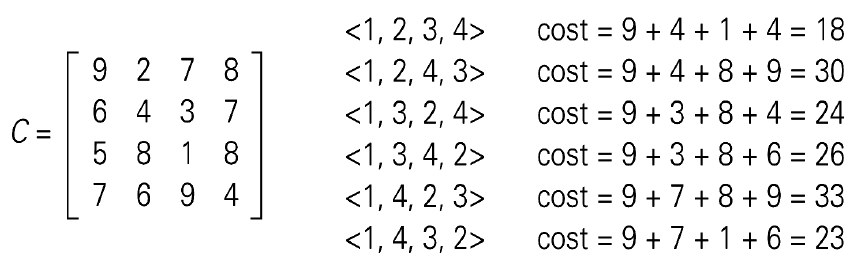 <1, 2, 3, 4> cost = 9 + 4 + 1 + 4 = 18
9 2 7 8 <1, 2, 4, 3> cost = 9 + 4 + 8 + 9 = 30
6 4 3 7 <1, 3, 2, 4> cost = 9 + 3 + 8 + 4 = 24
C = 5 8 1 8 <1, 3, 4, 2> cost = 9 + 3 + 8 + 6 = 26
7 6 9 4 <1, 4, 2, 3> cost = 9 + 7 + 8 + 9 = 33
<1, 4, 3, 2> cost = 9 + 7 + 1 + 6 = 23